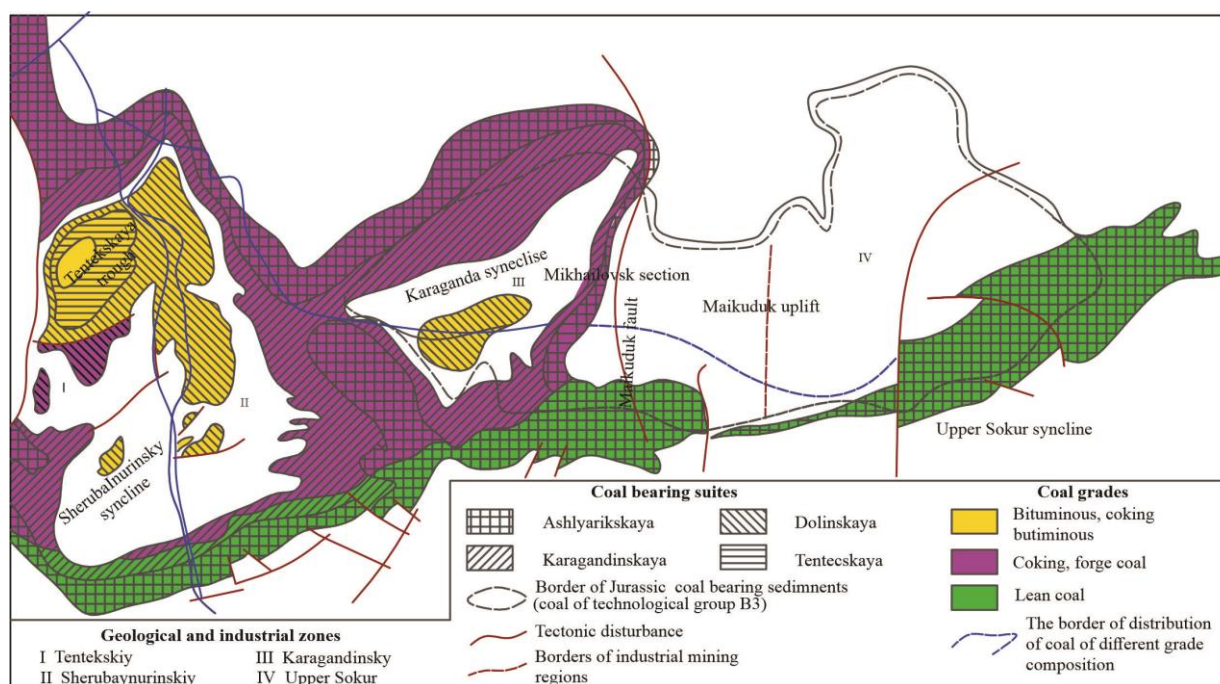 Tentekskaya
trough
Karaganda syneclise
III
Mikhailovsk section
IV
Maikuduk uplift
Maikuduk fault
I
II
Sherubalnurinsky
syncline
Upper Sokur syncline
Coal bearing suites
Ashlyarikskaya
Dolinskaya
Karagandinskaya
Tentecskaya
Border of Jurassic coal bearing sedimnents
(coal of technological group B3)
Tectonic disturbance
Borders of industrial mining
regions
Coal grades
Bituminous, coking
butiminous
Coking, forge coal
Lean coal
The border of distribution
of coal of different grade
composition
Geological and industrial zones
I Tentekskiy
III Karagandinsky
II Sherubaynurinskiy
IV Upper Sokur